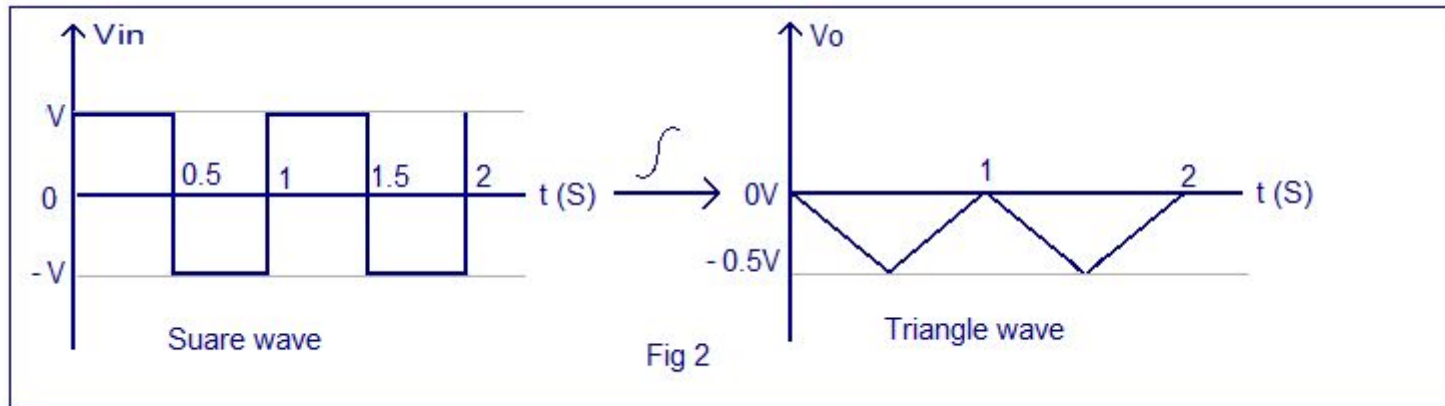 Vin
V
0.5 1 1.5 2
0 t (S)
- V
Suare wave
∫
Vo
1 2
0V t (S)
- 0.5V
Triangle wave
Fig 2